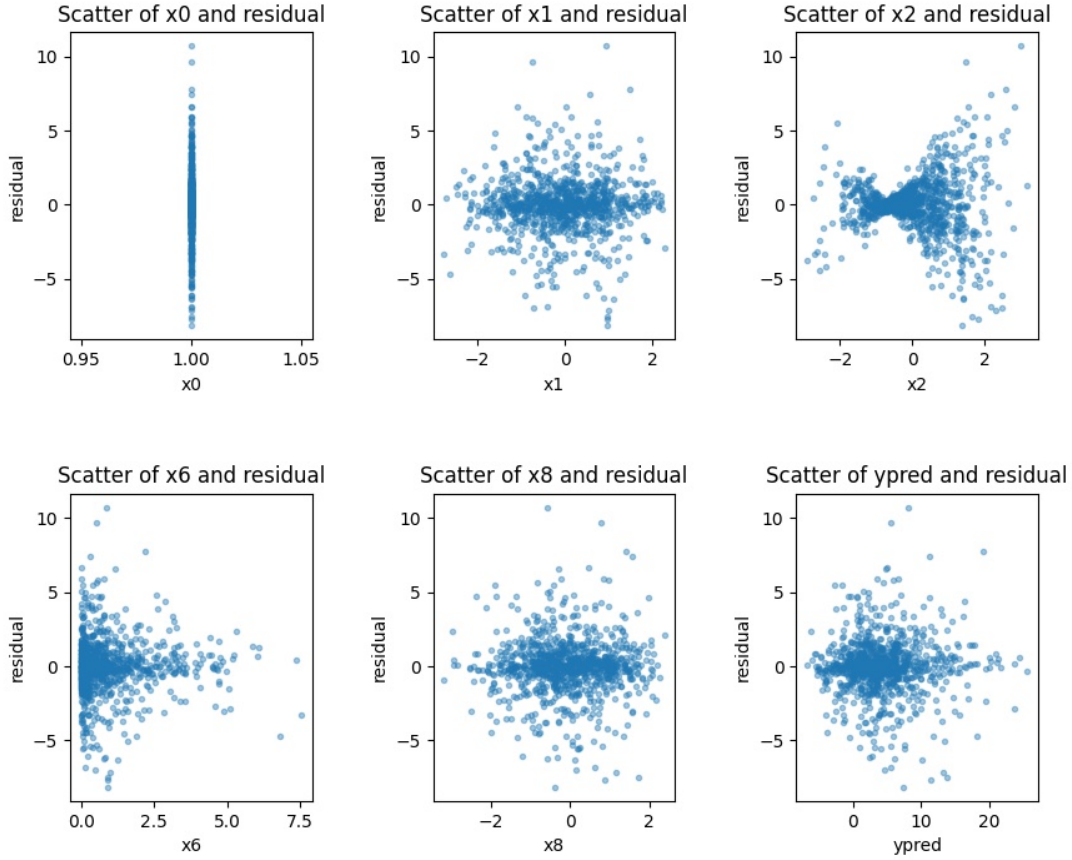 Scatter of x0 and residual
Scatter of x1 and residual
Scatter of x2 and residual
10
5
0
−5
residual
0.95
1.00
1.05
x0
10
5
0
−5
residual
−2
0
2
x1
10
5
0
−5
residual
−2
0
2
x2
Scatter of x6 and residual
Scatter of x8 and residual
Scatter of ypred and residual
10
5
0
−5
residual
0.0
2.5
5.0
7.5
x6
10
5
0
−5
residual
−2
0
2
x8
10
5
0
−5
residual
0
10
20
ypred